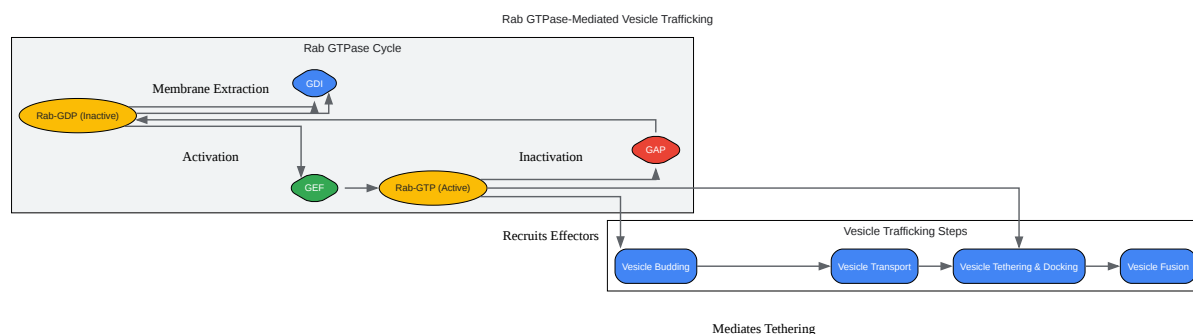 Rab GTPase-Mediated Vesicle Trafficking
Rab GTPase Cycle
GDI
Membrane Extraction
Rab-GDP (Inactive)
Activation
Inactivation
GAP
GEF
Rab-GTP (Active)
Recruits Effectors
Vesicle Trafficking Steps
Vesicle Budding
Vesicle Transport
Vesicle Tethering & Docking
Vesicle Fusion
Mediates Tethering